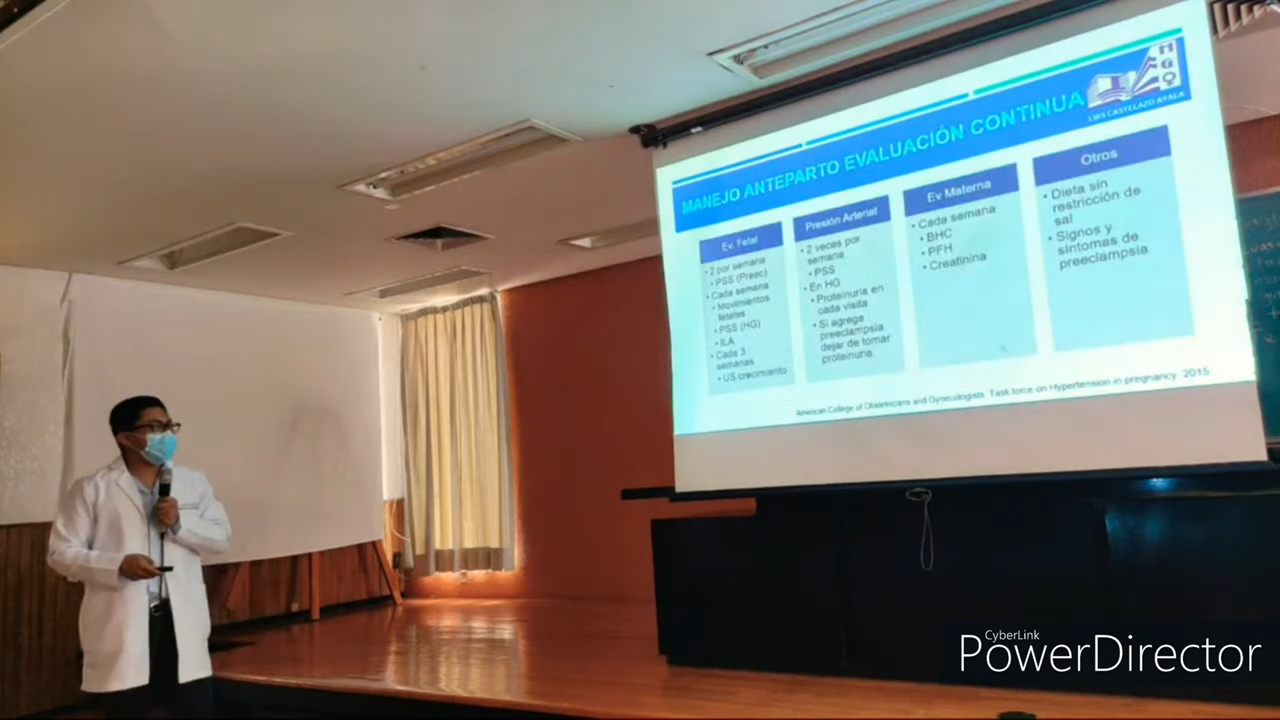 HGO
LUIS CASTELAZO AYALA
MANEJO ANTEPARTO EVALUACIÓN CONTINUA
Ev. Fetal
• 2 por semana
• PSS (Preec)
• Cada semana
• Movimientos
fetales
• PSS (HG)
• ILA
• Cada 3
semanas
• US crecimiento
Presión Arterial
• 2 veces por
semana
• PSS
• En HG
• Proteinuria en
cada visita
• Si agrega
preeclampsia
dejar de tomar
proteinuria.
Ev Materna
• Cada semana
• BHC
• PFH
• Creatinina
Otros
• Dieta sin
restricción de
sal
• Signos y
síntomas de
preeclampsia
American College of Obstetricians and Gynecologists. Task force on Hypertension in pregnancy 2015
CyberLink
PowerDirector